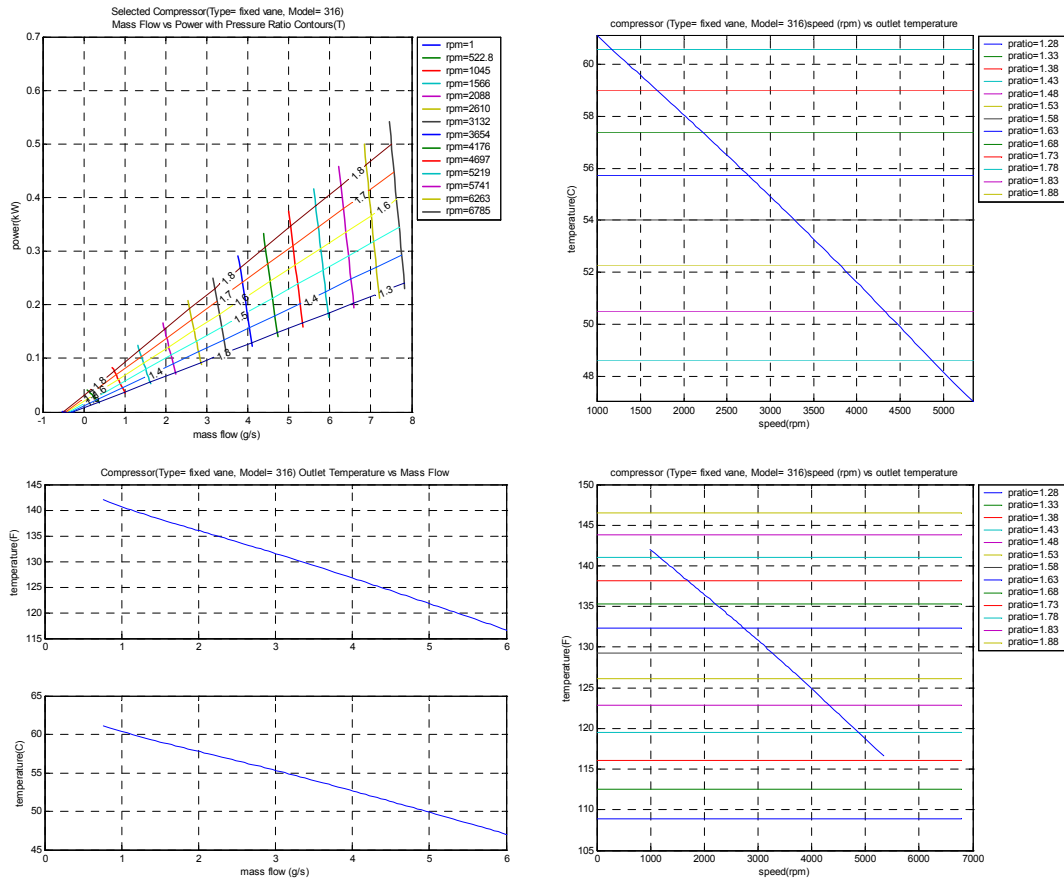 Selected Compressor(Type= fixed vane, Model= 316)
Mass Flow vs Power with Pressure Ratio Contours(T)
0.7
0.6
0.5
0.4
0.3
0.2
0.1
0
power(kW)
-1 0 1 2 3 4 5 6 7 8
mass flow (g/s)
1.8
1.7
1.6
1.8
1.7
1.6
1.5
1.4
1.3
1.3
1.4
1.8
1.6
rpm=1
rpm=522.8
rpm=1045
rpm=1566
rpm=2088
rpm=2610
rpm=3132
rpm=3654
rpm=4176
rpm=4697
rpm=5219
rpm=5741
rpm=6263
rpm=6785
compressor (Type= fixed vane, Model= 316)speed (rpm) vs outlet temperature
60
58
56
54
52
50
48
temperature(C)
1000 1500 2000 2500 3000 3500 4000 4500 5000
speed(rpm)
pratio=1.28
pratio=1.33
pratio=1.38
pratio=1.43
pratio=1.48
pratio=1.53
pratio=1.58
pratio=1.63
pratio=1.68
pratio=1.73
pratio=1.78
pratio=1.83
pratio=1.88
Compressor(Type= fixed vane, Model= 316) Outlet Temperature vs Mass Flow
145
140
135
130
125
120
115
temperature(F)
0 1 2 3 4 5 6
65
60
55
50
45
temperature(C)
0 1 2 3 4 5 6
mass flow (g/s)
compressor (Type= fixed vane, Model= 316)speed (rpm) vs outlet temperature
150
145
140
135
130
125
120
115
110
105
temperature(F)
0 1000 2000 3000 4000 5000 6000 7000
speed(rpm)
pratio=1.28
pratio=1.33
pratio=1.38
pratio=1.43
pratio=1.48
pratio=1.53
pratio=1.58
pratio=1.63
pratio=1.68
pratio=1.73
pratio=1.78
pratio=1.83
pratio=1.88